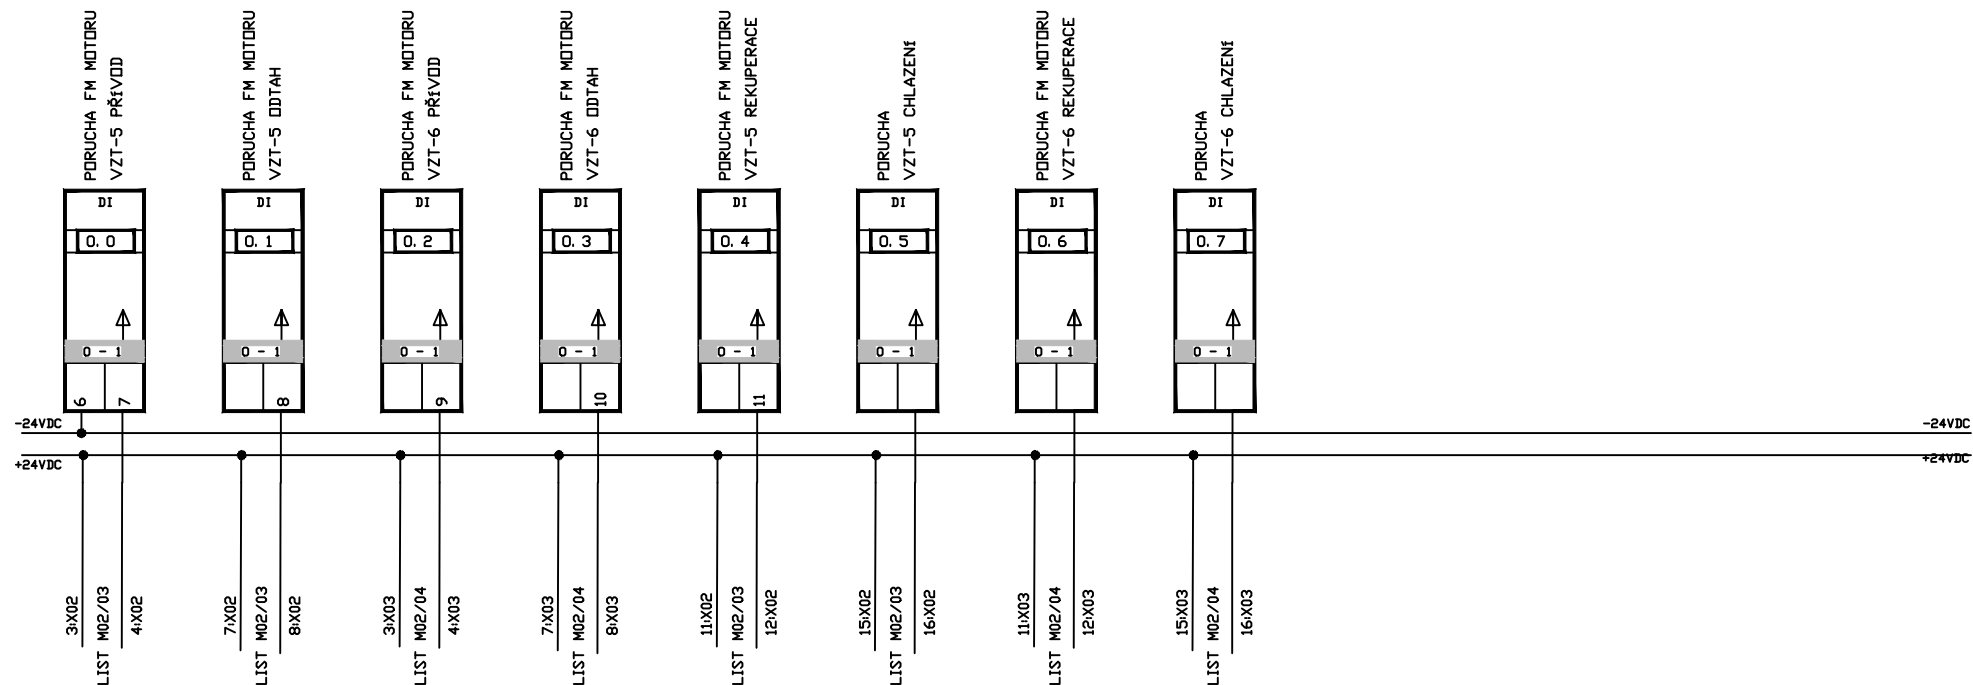 PORUCHA FM MOTORU
VZT-5 PŘÍVOD
PORUCHA FM MOTORU
VZT-5 ODTAH
PORUCHA FM MOTORU
VZT-6 PŘÍVOD
PORUCHA FM MOTORU
VZT-6 ODTAH
PORUCHA FM MOTORU
VZT-5 REKUPERACE
PORUCHA
VZT-5 CHLAZENÍ
PORUCHA FM MOTORU
VZT-6 REKUPERACE
PORUCHA
VZT-6 CHLAZENÍ
DI
DI
DI
DI
DI
DI
DI
DI
0.0
0.1
0.2
0.3
0.4
0.5
0.6
0.7
0 - 1
0 - 1
0 - 1
0 - 1
0 - 1
0 - 1
0 - 1
0 - 1
6
7
8
9
10
11
-24VDC
-24VDC
+24VDC
+24VDC
3:X02
LIST M02/03
4:X02
7:X02
LIST M02/03
8:X02
3:X03
LIST M02/04
4:X03
7:X03
LIST M02/04
8:X03
11:X02
LIST M02/03
12:X02
15:X02
LIST M02/03
16:X02
11:X03
LIST M02/04
12:X03
15:X03
LIST M02/04
16:X03